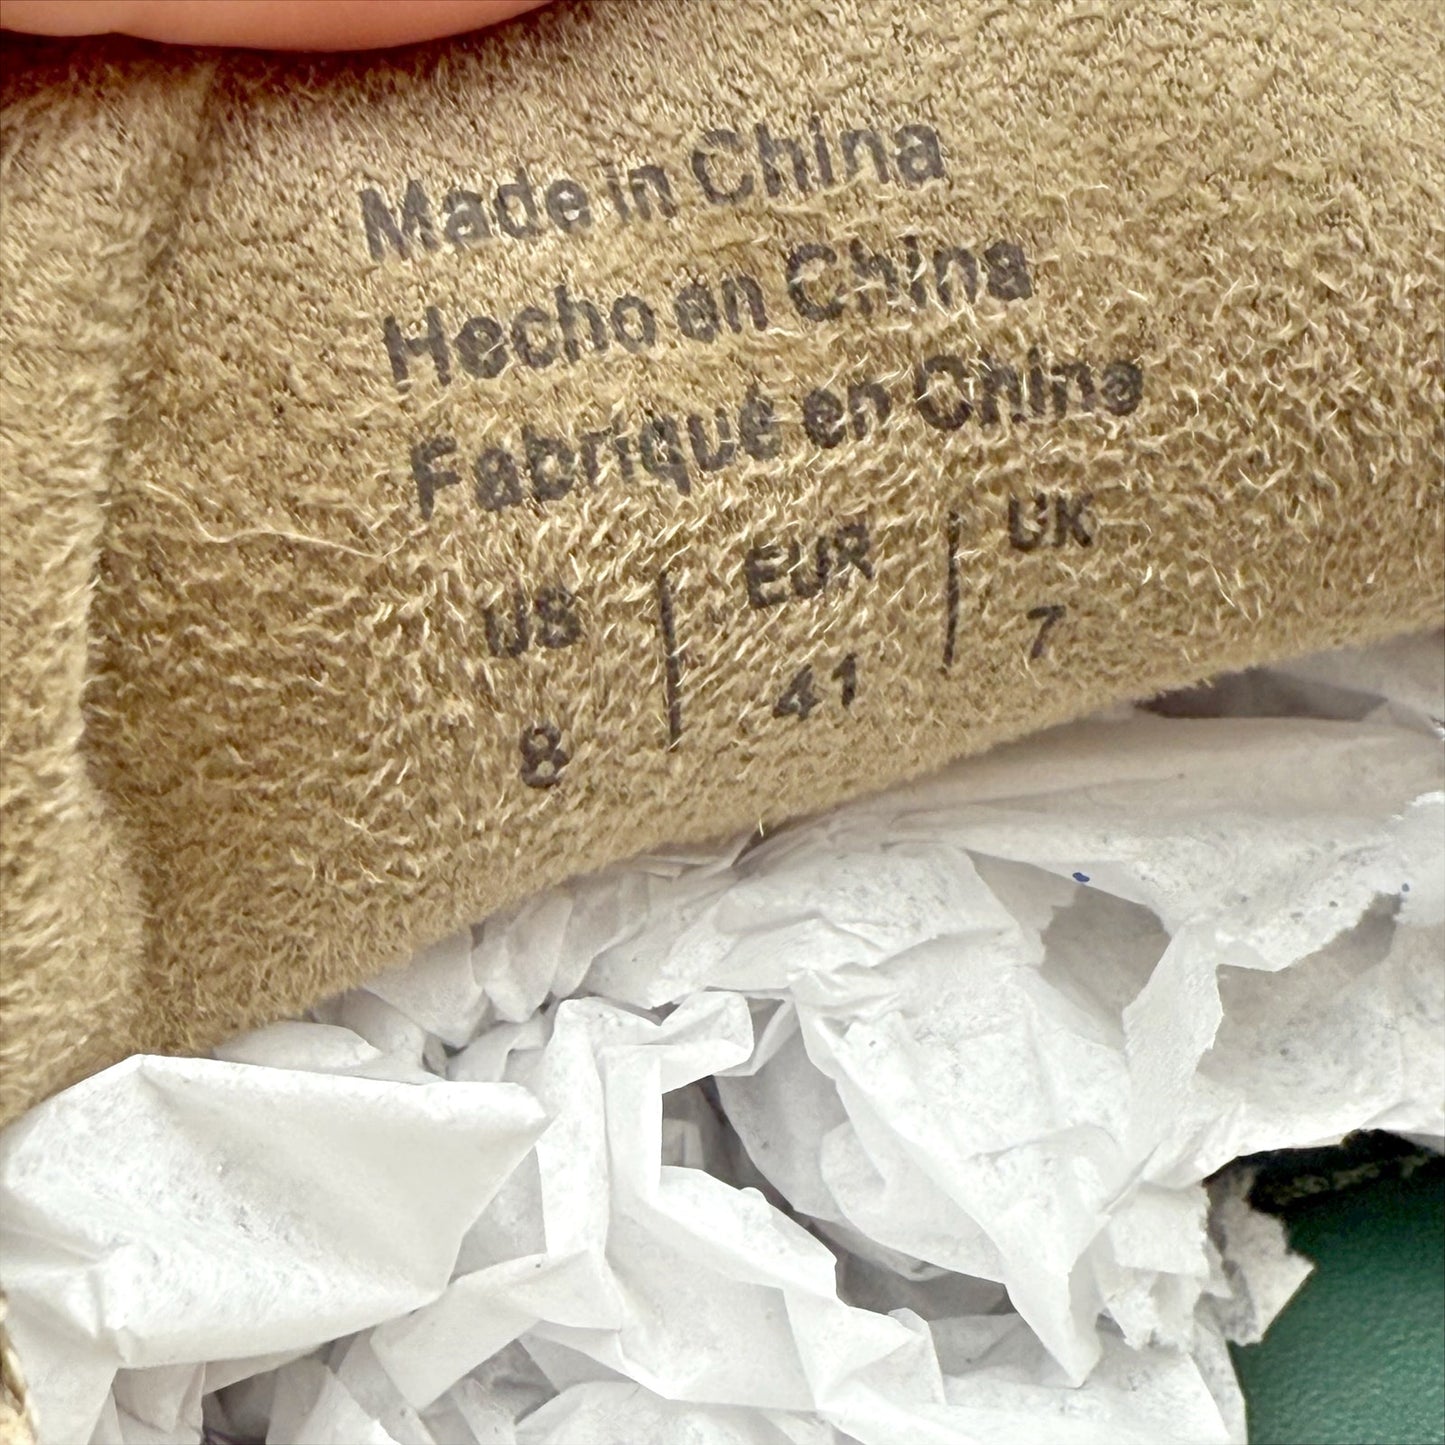 Made in China
Hecho en China
Fabriqué en Chine
US | EUR | UK
8 | 41 | 7